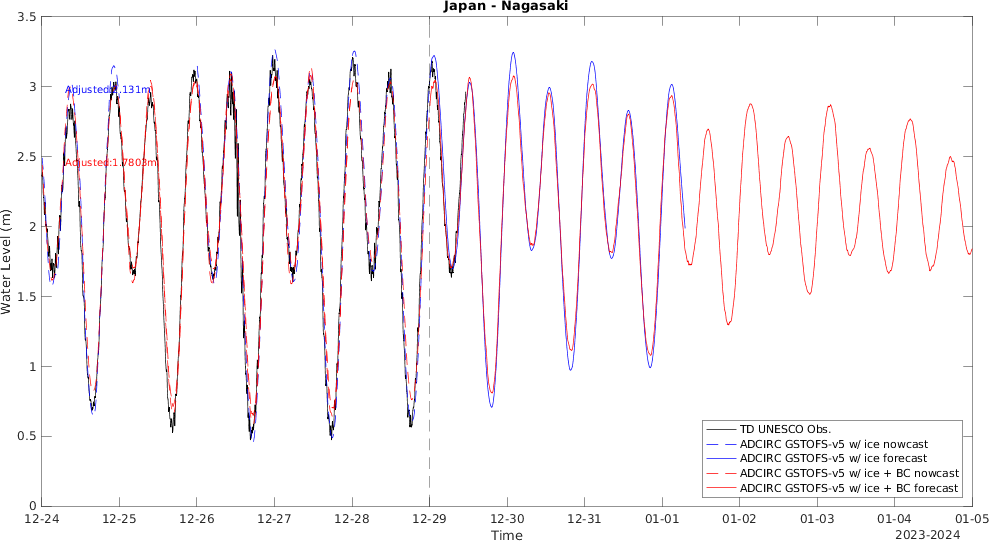 Japan - Nagasaki
Water Level (m)
3.5
3
2.5
2
1.5
1
0.5
0
Adjusted:1.7803m
12-24
12-25
12-26
12-27
12-28
12-29
12-30
12-31
01-01
01-02
01-03
01-04
01-05
Time
2023-2024
TD UNESCO Obs.
ADCIRC GSTOFS-v5 w/ ice nowcast
ADCIRC GSTOFS-v5 w/ ice forecast
ADCIRC GSTOFS-v5 w/ ice + BC nowcast
ADCIRC GSTOFS-v5 w/ ice + BC forecast